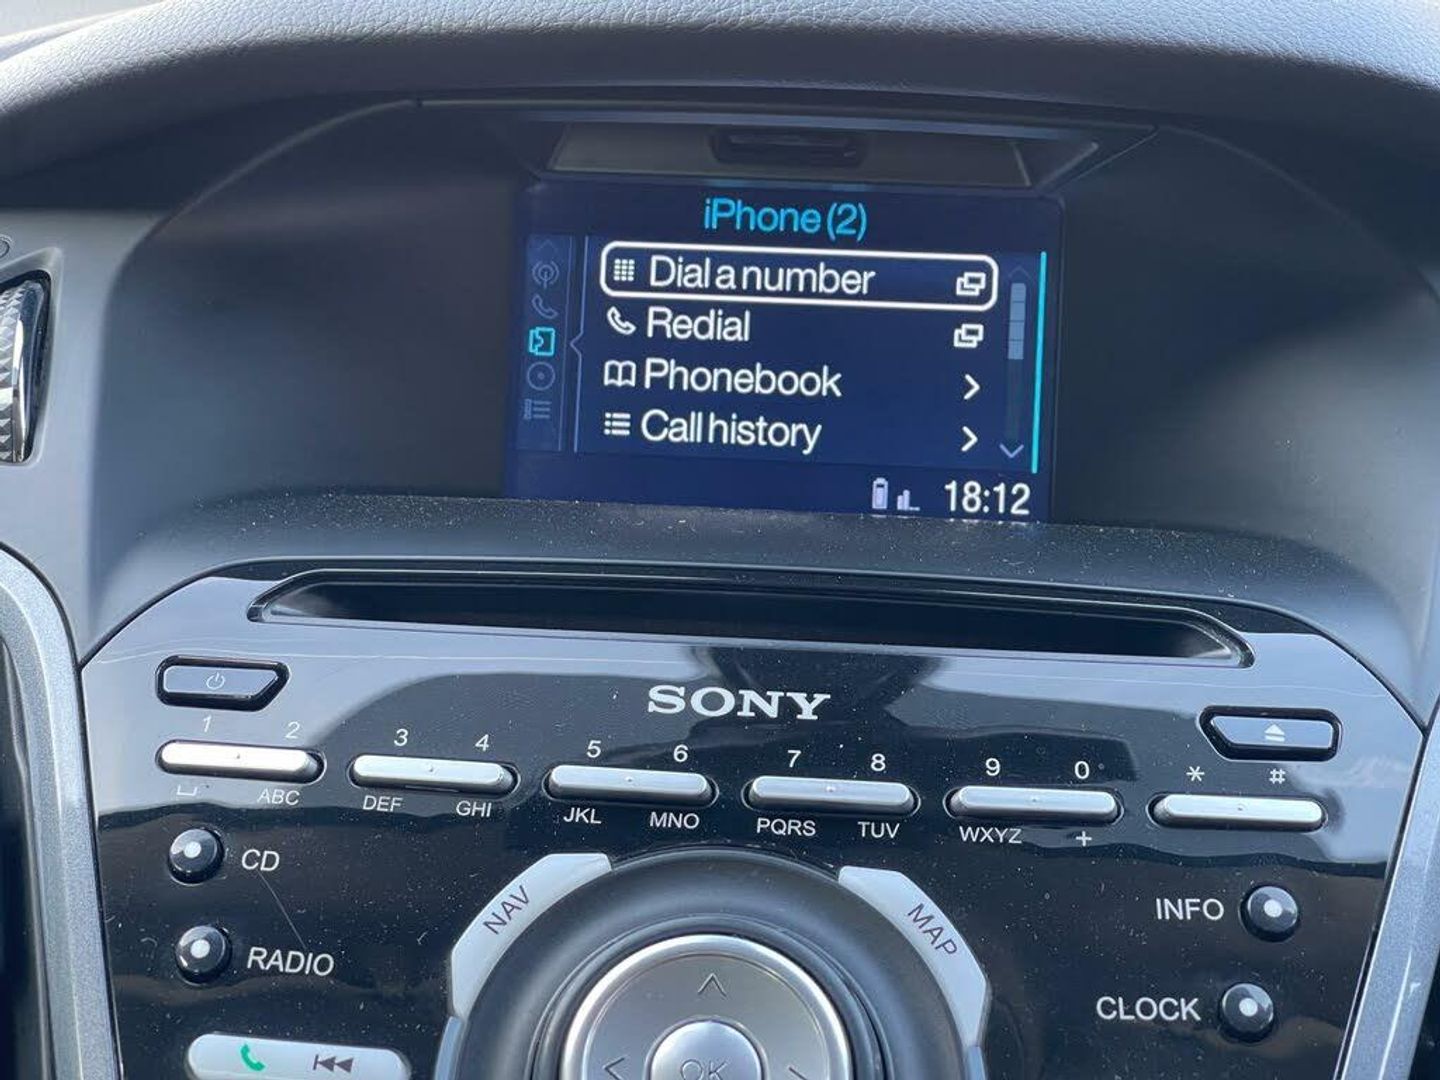 iPhone (2)
Dial a number
Redial
Phonebook
Call history
18:12
SONY
1 2 3 4 5 6 7 8 9 0 * #
ABC DEF GHI JKL MNO PQRS TUV WXYZ +
CD
NAV
MAP
INFO
RADIO
CLOCK
OK